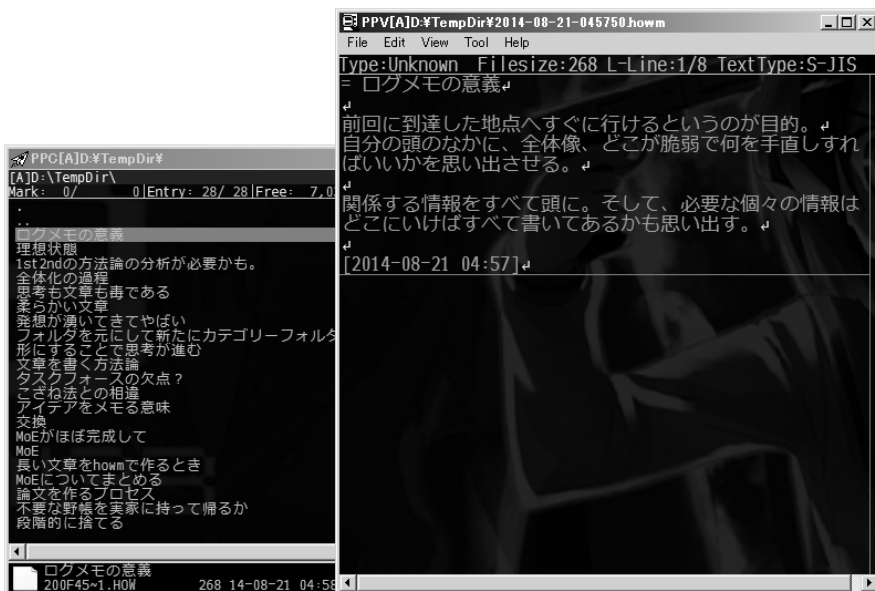 PPC[A]D:¥TempDir¥
[A]D:\TempDir\
Mark: 0/ 0|Entry: 28/ 28|Free: 7,0
.
..
ログメモの意義
理想状態
1st2ndの方法論の分析が必要かも。
全体化の過程
思考も文章も毒である
柔らかい文章
発想が湧いてきてやばい
フォルダを元にして新たにカテゴリーフォルダ
形にすることで思考が進む
文章を書く方法論
タスクフォースの欠点？
こざね法との相違
アイデアをメモる意味
交換
MoEがほぼ完成して
MoE
長い文章をhowmで作るとき
MoEについてまとめる
論文を作るプロセス
不要な野帳を実家に持って帰るか
段階的に捨てる
ログメモの意義
200F45~1.HOW 268 14-08-21 04:58
PPV[A]D:¥TempDir¥2014-08-21-045750.howm
File Edit View Tool Help
Type:Unknown Filesize:268 L-Line:1/8 TextType:S-JIS
= ログメモの意義↵
↵
前回に到達した地点へすぐに行けるというのが目的。↵
自分の頭のなかに、全体像、どこが脆弱で何を手直しすれ
ばいいかを思い出させる。↵
↵
関係する情報をすべて頭に。そして、必要な個々の情報は
どこにいけばすべて書いてあるかも思い出す。↵
↵
[2014-08-21 04:57]↵